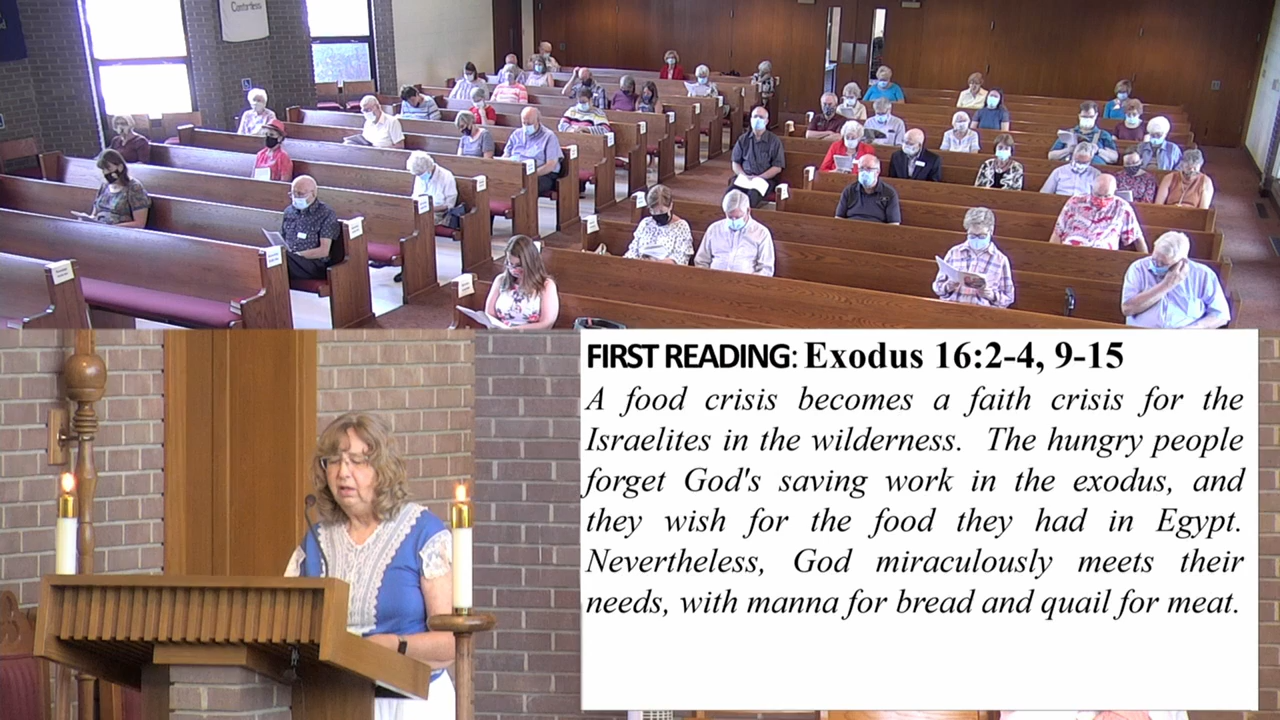 Comfortless
FIRST READING: Exodus 16:2-4, 9-15
A food crisis becomes a faith crisis for the
Israelites in the wilderness. The hungry people
forget God's saving work in the exodus, and
they wish for the food they had in Egypt.
Nevertheless, God miraculously meets their
needs, with manna for bread and quail for meat.